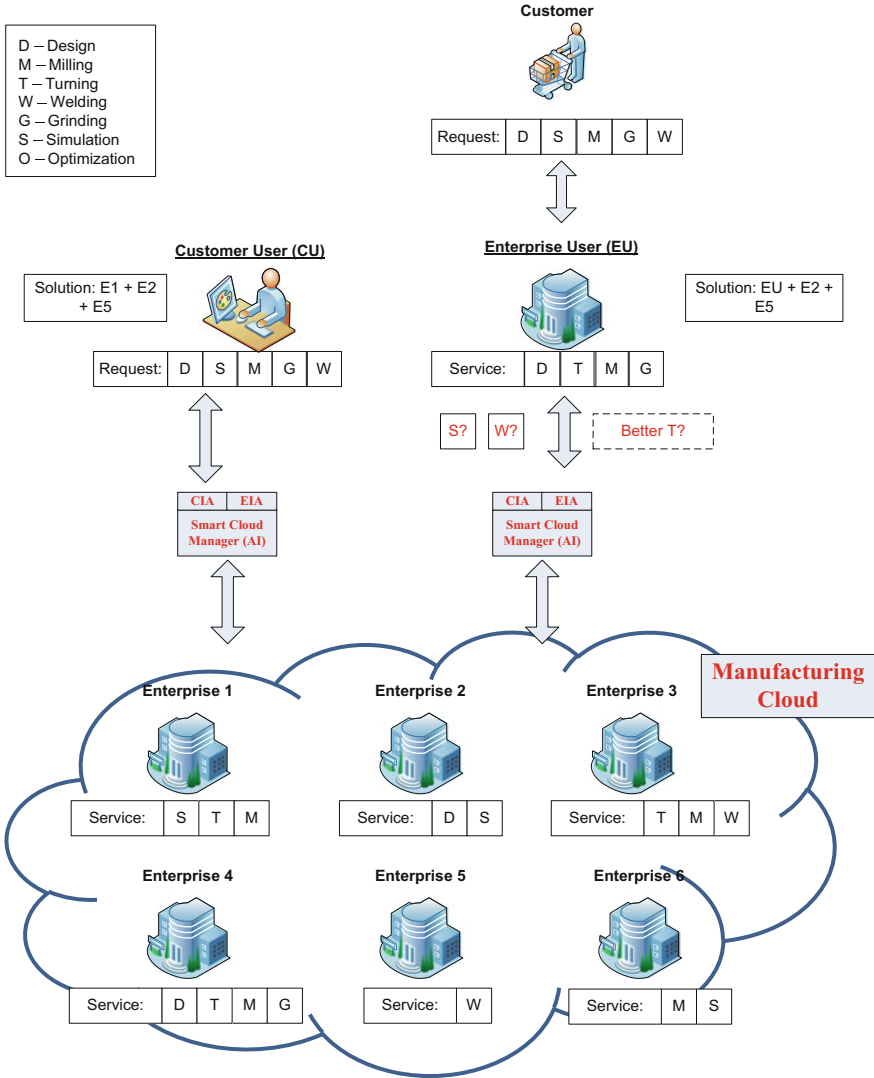 Customer
D – Design
M – Milling
T – Turning
W – Welding
G – Grinding
S – Simulation
O – Optimization
Request: D S M G W
Customer User (CU)
Enterprise User (EU)
Solution: E1 + E2
+ E5
Solution: EU + E2 +
E5
Request: D S M G W
Service: D T M G
S? W? Better T?
CIA EIA
Smart Cloud
Manager (AI)
CIA EIA
Smart Cloud
Manager (AI)
Manufacturing
Cloud
Enterprise 1
Enterprise 2
Enterprise 3
Service: S T M
Service: D S
Service: T M W
Enterprise 4
Enterprise 5
Enterprise 6
Service: D T M G
Service: W
Service: M S